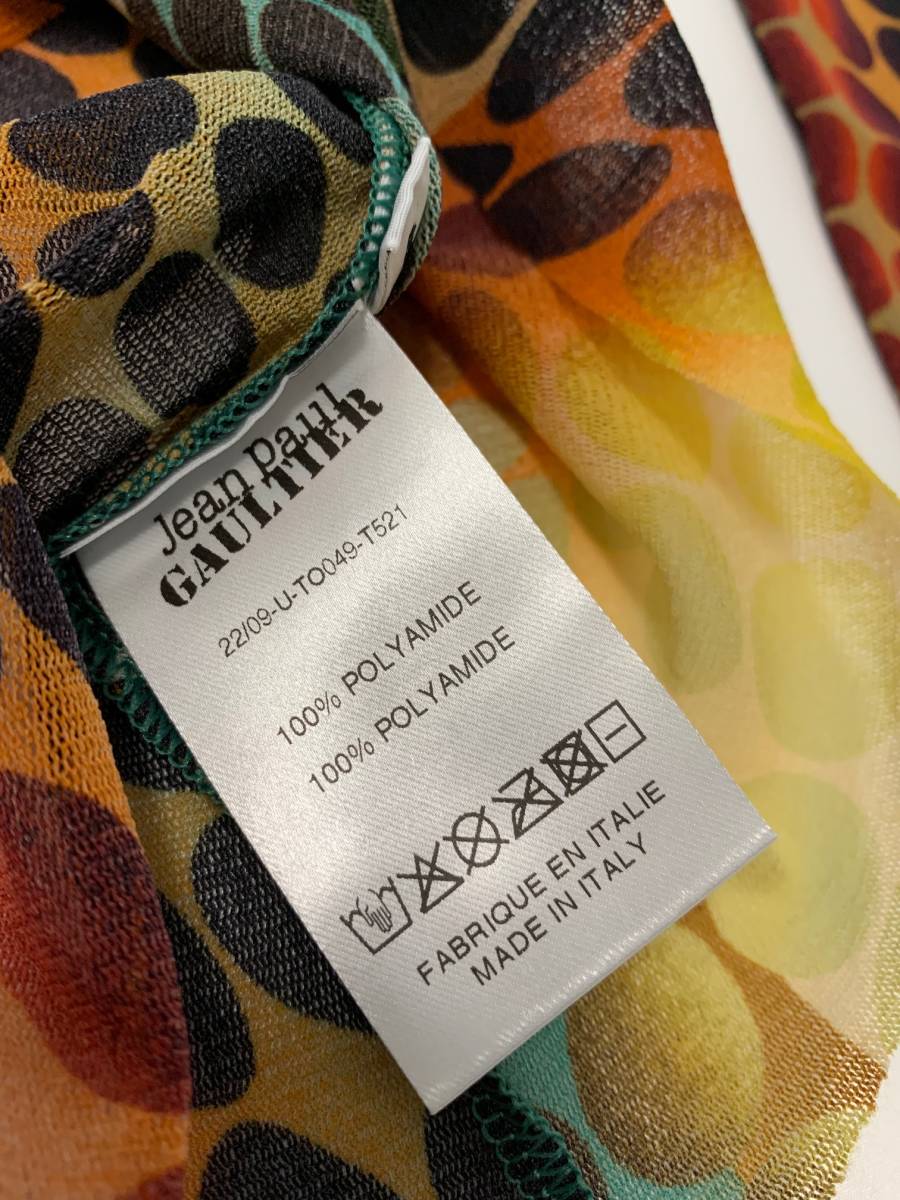 Jean Paul
GAULTIER
22/09-U-TO049-T521
100% POLYAMIDE
100% POLYAMIDE
FABRIQUE EN ITALIE
MADE IN ITALY